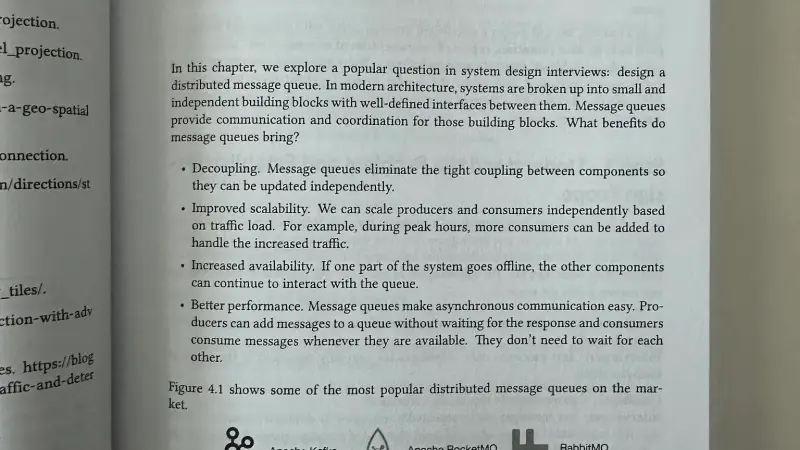 ojection.
el_projection.
ng.
-a-geo-spatial
onnection.
n/directions/st
_tiles/.
ction-with-adv
es. https://blog
affic-and-deter
In this chapter, we explore a popular question in system design interviews: design a
distributed message queue. In modern architecture, systems are broken up into small and
independent building blocks with well-defined interfaces between them. Message queues
provide communication and coordination for those building blocks. What benefits do
message queues bring?
• Decoupling. Message queues eliminate the tight coupling between components so
they can be updated independently.
• Improved scalability. We can scale producers and consumers independently based
on traffic load. For example, during peak hours, more consumers can be added to
handle the increased traffic.
• Increased availability. If one part of the system goes offline, the other components
can continue to interact with the queue.
• Better performance. Message queues make asynchronous communication easy. Pro-
ducers can add messages to a queue without waiting for the response and consumers
consume messages whenever they are available. They don't need to wait for each
other.
Figure 4.1 shows some of the most popular distributed message queues on the mar-
ket.
Apache Kafka Apache RocketMQ RabbitMQ